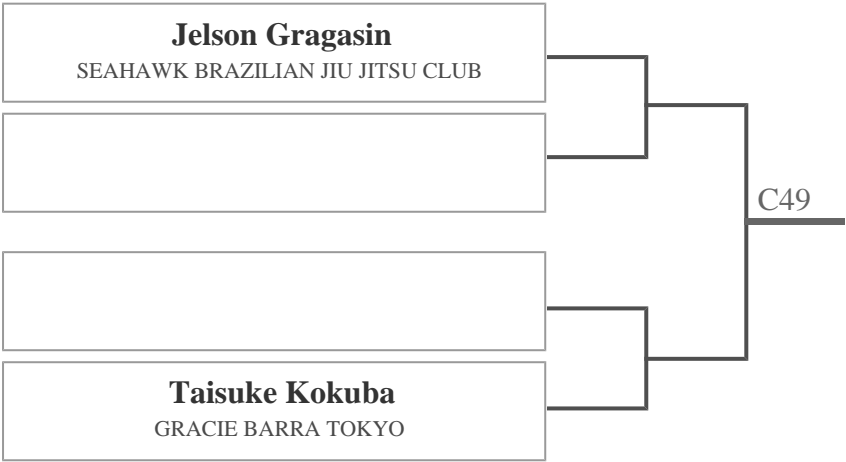 Jelson Gragasin
SEAHAWK BRAZILIAN JIU JITSU CLUB
C49
Taisuke Kokuba
GRACIE BARRA TOKYO